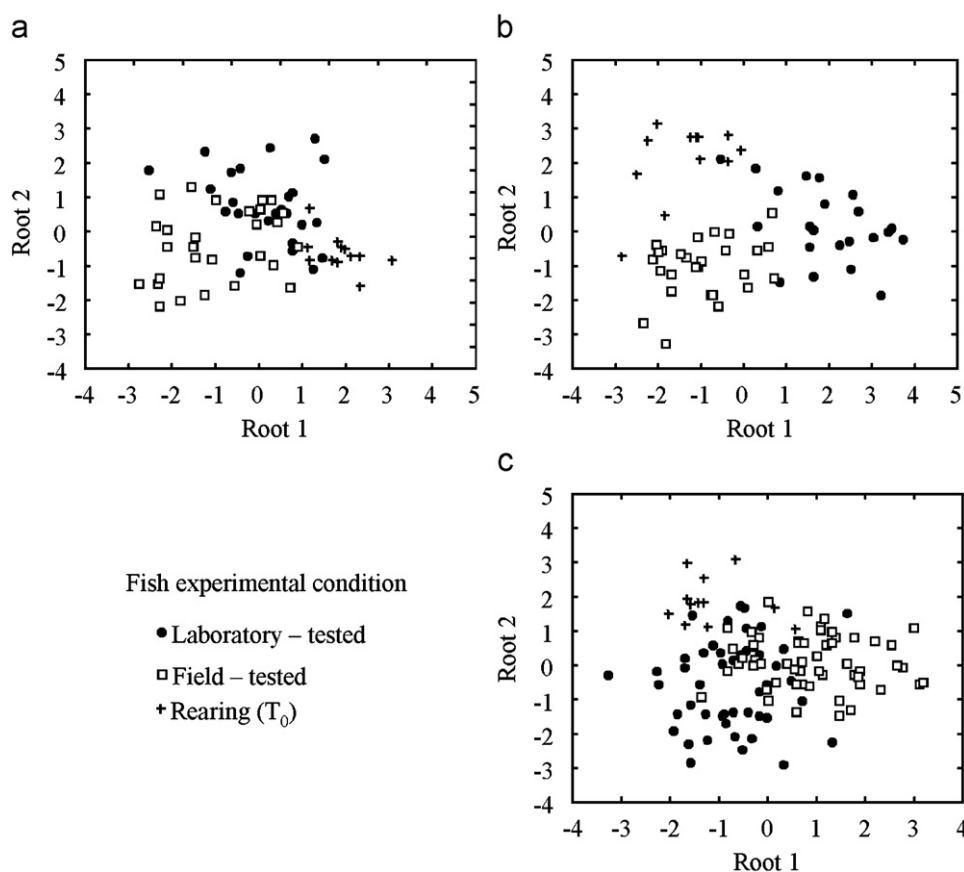 a
5
4
3
2
1
0
-1
-2
-3
-4
Root 2
-4 -3 -2 -1 0 1 2 3 4 5
Root 1
b
5
4
3
2
1
0
-1
-2
-3
-4
Root 2
-4 -3 -2 -1 0 1 2 3 4 5
Root 1
c
5
4
3
2
1
0
-1
-2
-3
-4
Root 2
-4 -3 -2 -1 0 1 2 3 4
Root 1
Fish experimental condition
Laboratory – tested
Field – tested
Rearing (T₀)